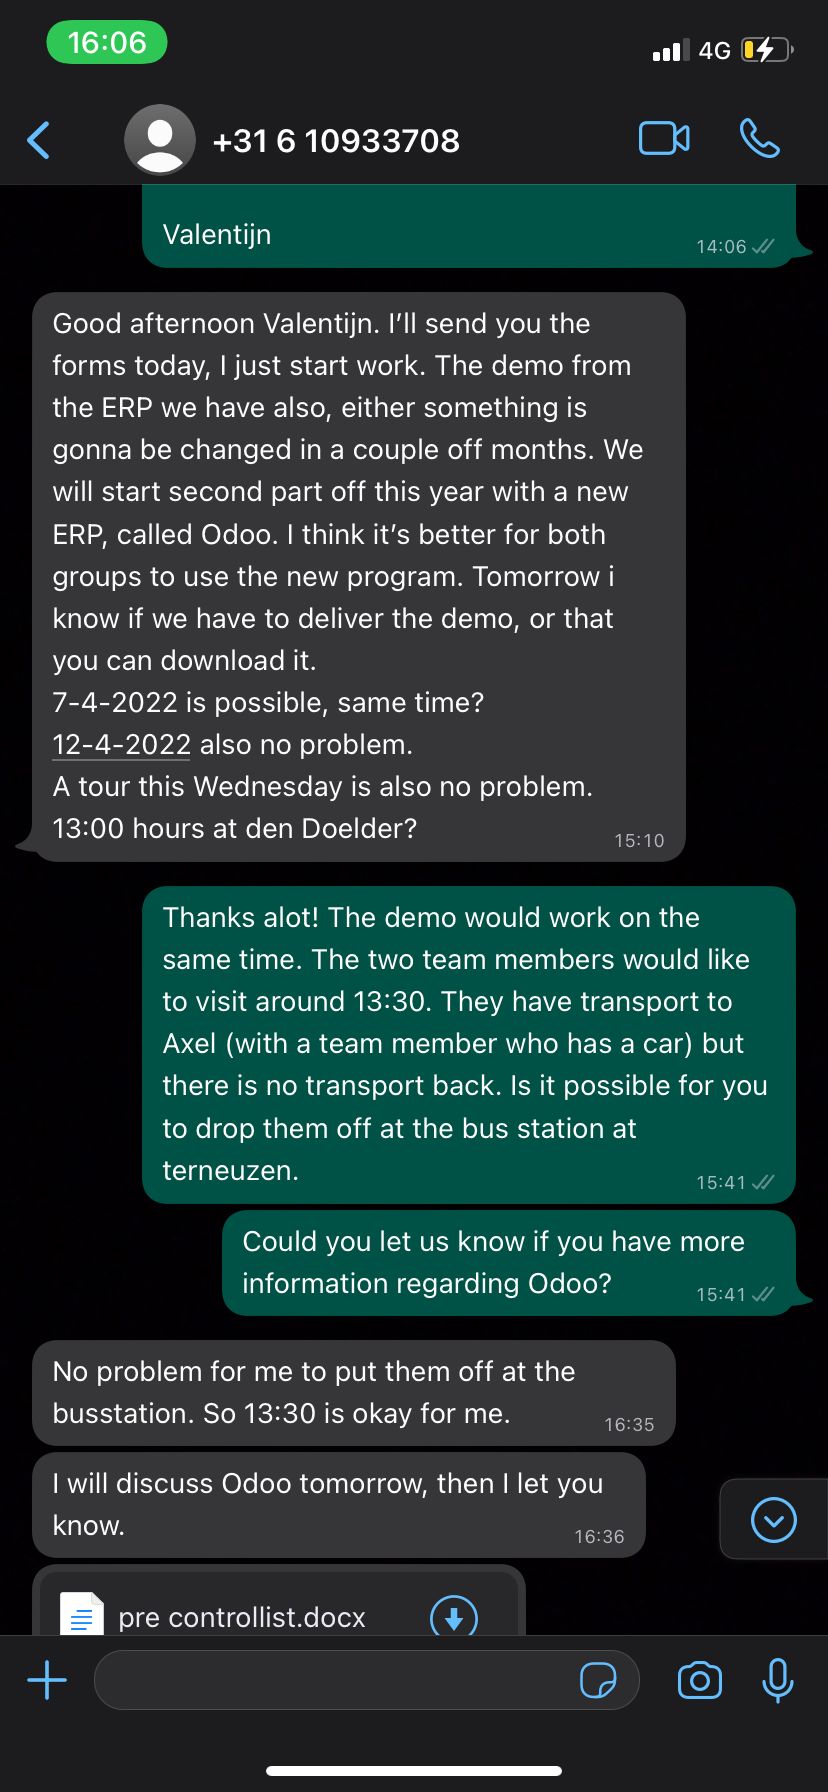 16:06
4G
+31 6 10933708
Valentijn
14:06
Good afternoon Valentijn. I’ll send you the
forms today, I just start work. The demo from
the ERP we have also, either something is
gonna be changed in a couple off months. We
will start second part off this year with a new
ERP, called Odoo. I think it’s better for both
groups to use the new program. Tomorrow i
know if we have to deliver the demo, or that
you can download it.
7-4-2022 is possible, same time?
12-4-2022 also no problem.
A tour this Wednesday is also no problem.
13:00 hours at den Doelder?
15:10
Thanks alot! The demo would work on the
same time. The two team members would like
to visit around 13:30. They have transport to
Axel (with a team member who has a car) but
there is no transport back. Is it possible for you
to drop them off at the bus station at
terneuzen.
15:41
Could you let us know if you have more
information regarding Odoo?
15:41
No problem for me to put them off at the
busstation. So 13:30 is okay for me.
16:35
I will discuss Odoo tomorrow, then I let you
know.
16:36
pre controllist.docx